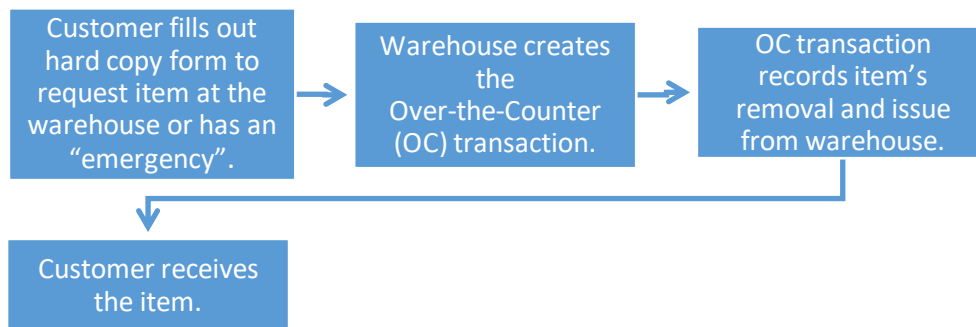 Customer fills out
hard copy form to
request item at the
warehouse or has an
“emergency”.
Warehouse creates
the
Over-the-Counter
(OC) transaction.
OC transaction
records item’s
removal and issue
from warehouse.
Customer receives
the item.